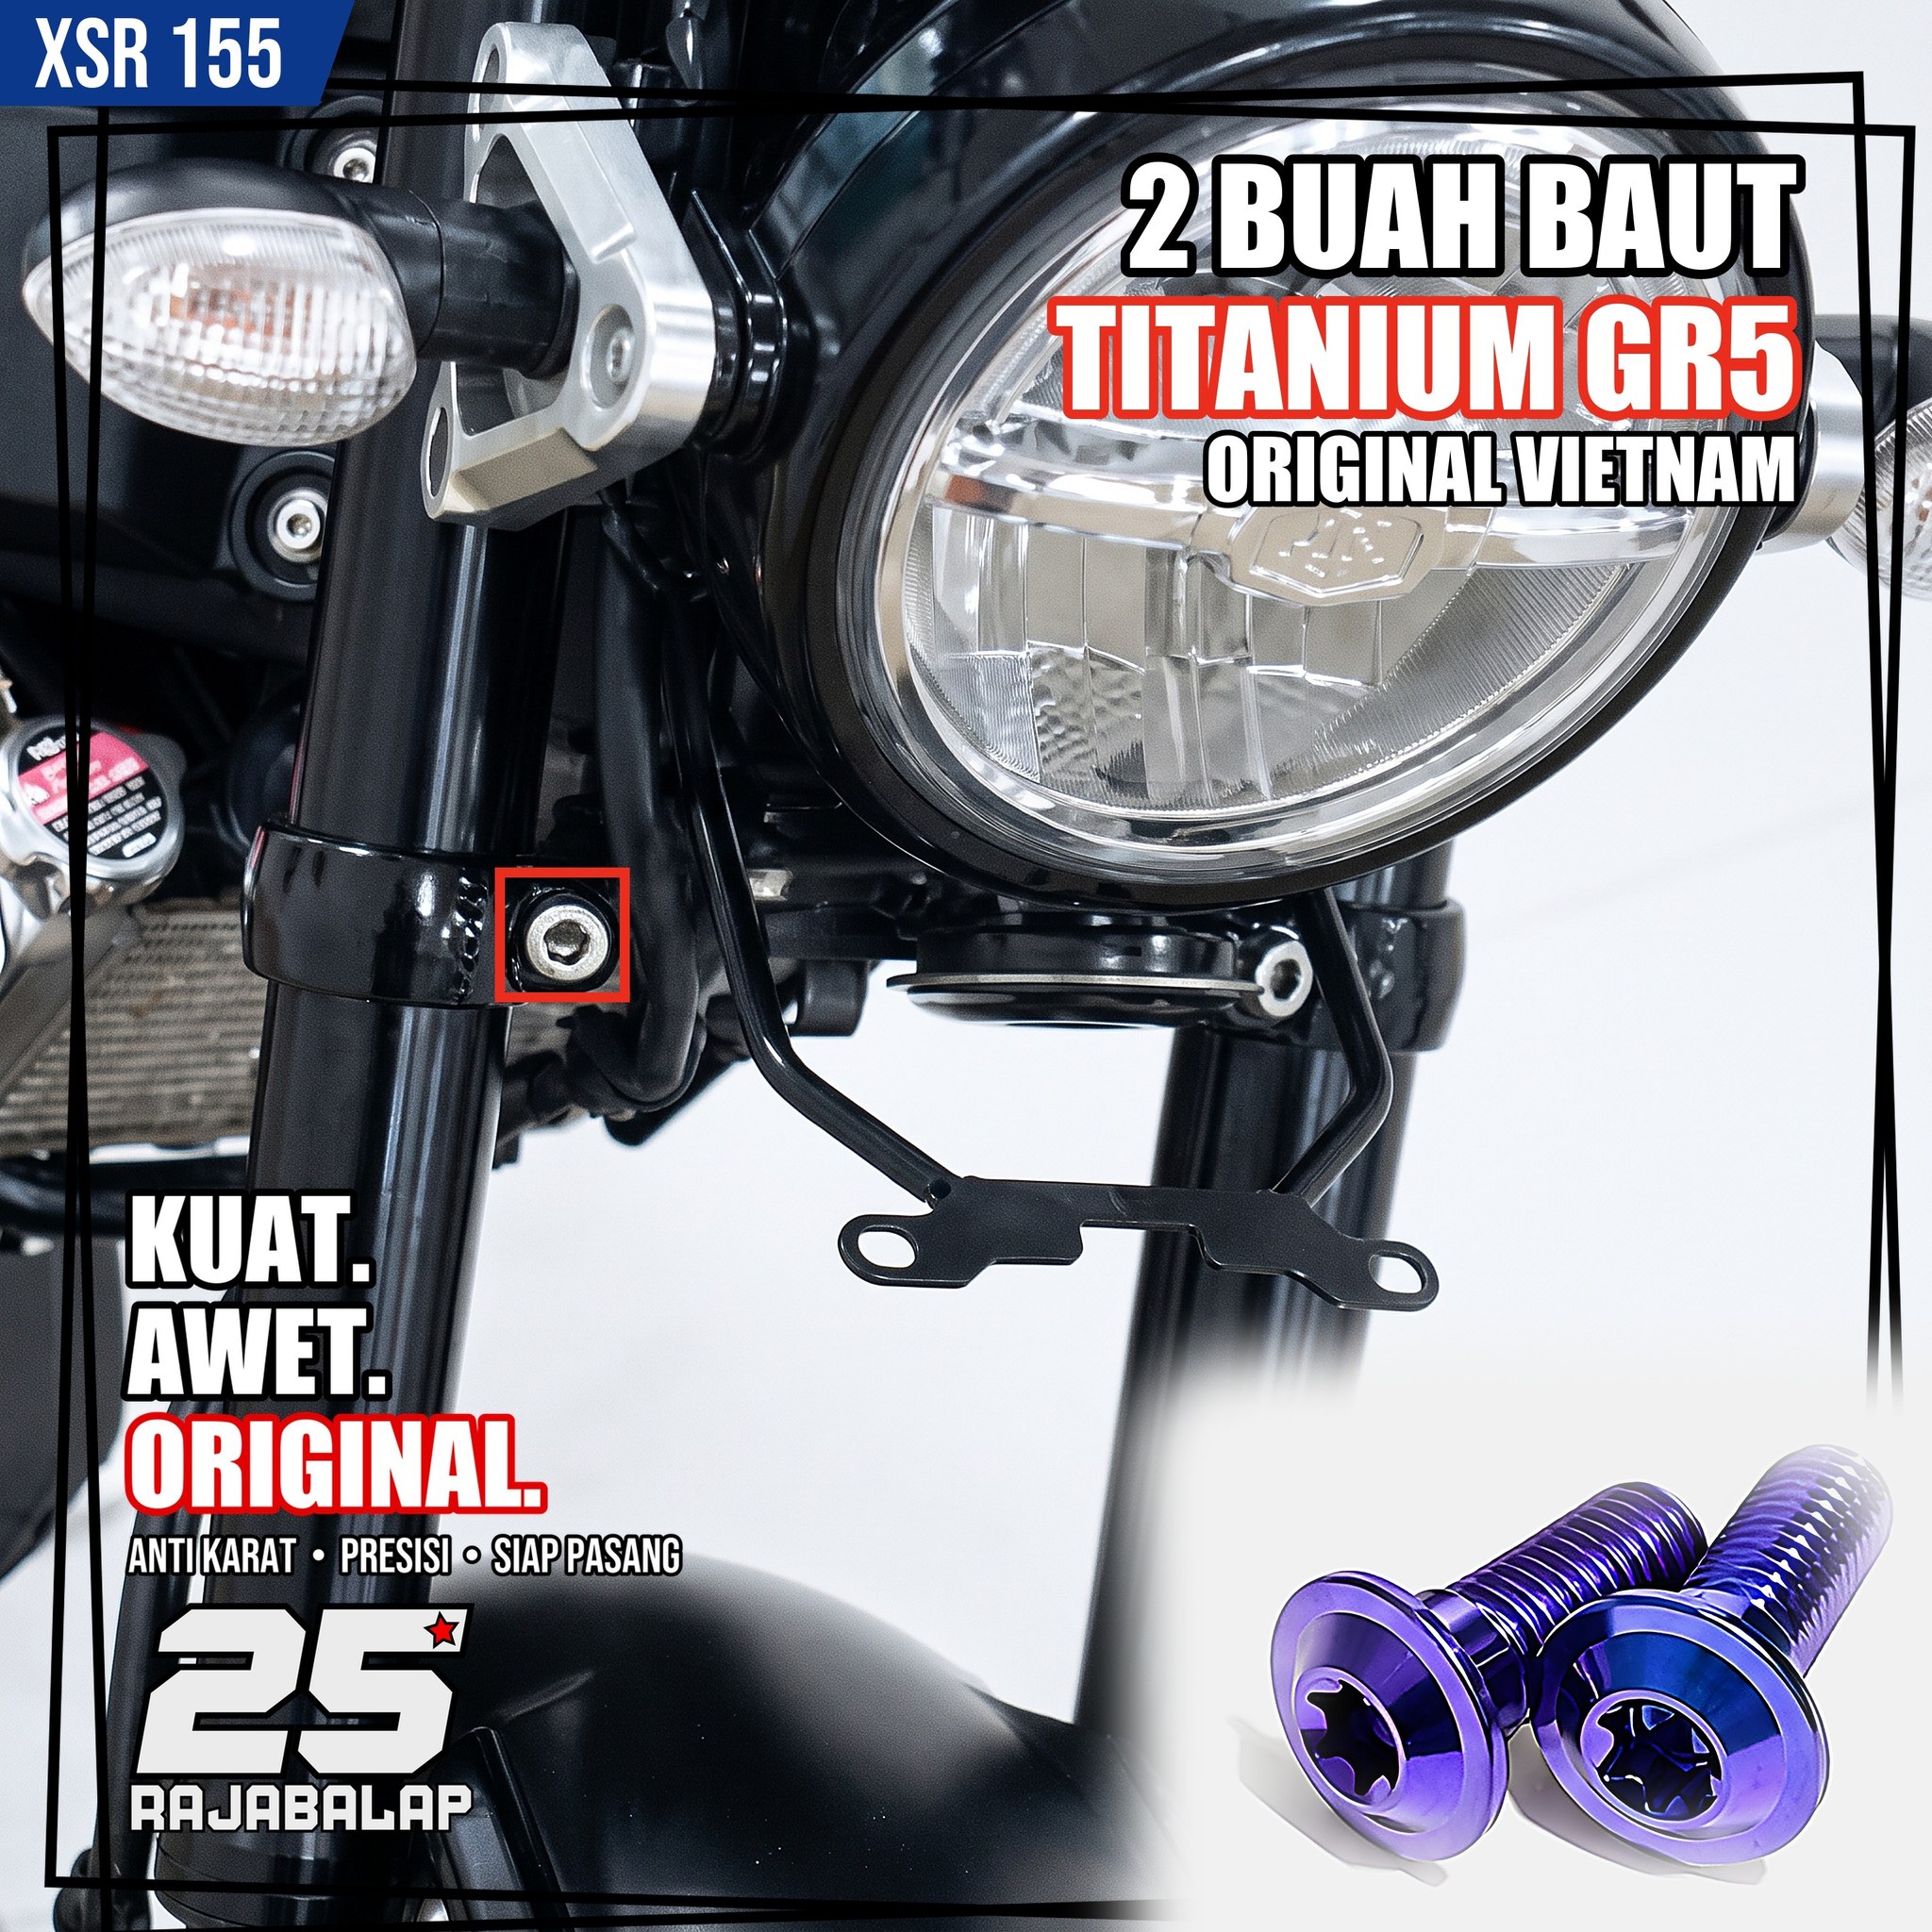 XSR 155
2 BUAH BAUT
TITANIUM GR5
ORIGINAL VIETNAM
KUAT.
AWET.
ORIGINAL.
ANTI KARAT • PRESISI • SIAP PASANG
25
RAJABALAP